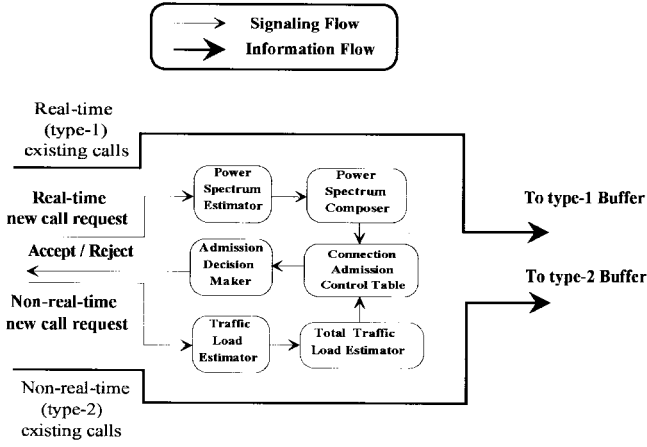 Signaling Flow
Information Flow
Real-time
(type-1)
existing calls
Power
Spectrum
Estimator
Power
Spectrum
Composer
Real-time
new call request
To type-1 Buffer
Accept / Reject
Admission
Decision
Maker
Connection
Admission
Control Table
To type-2 Buffer
Non-real-time
new call request
Traffic
Load
Estimator
Total Traffic
Load Estimator
Non-real-time
(type-2)
existing calls